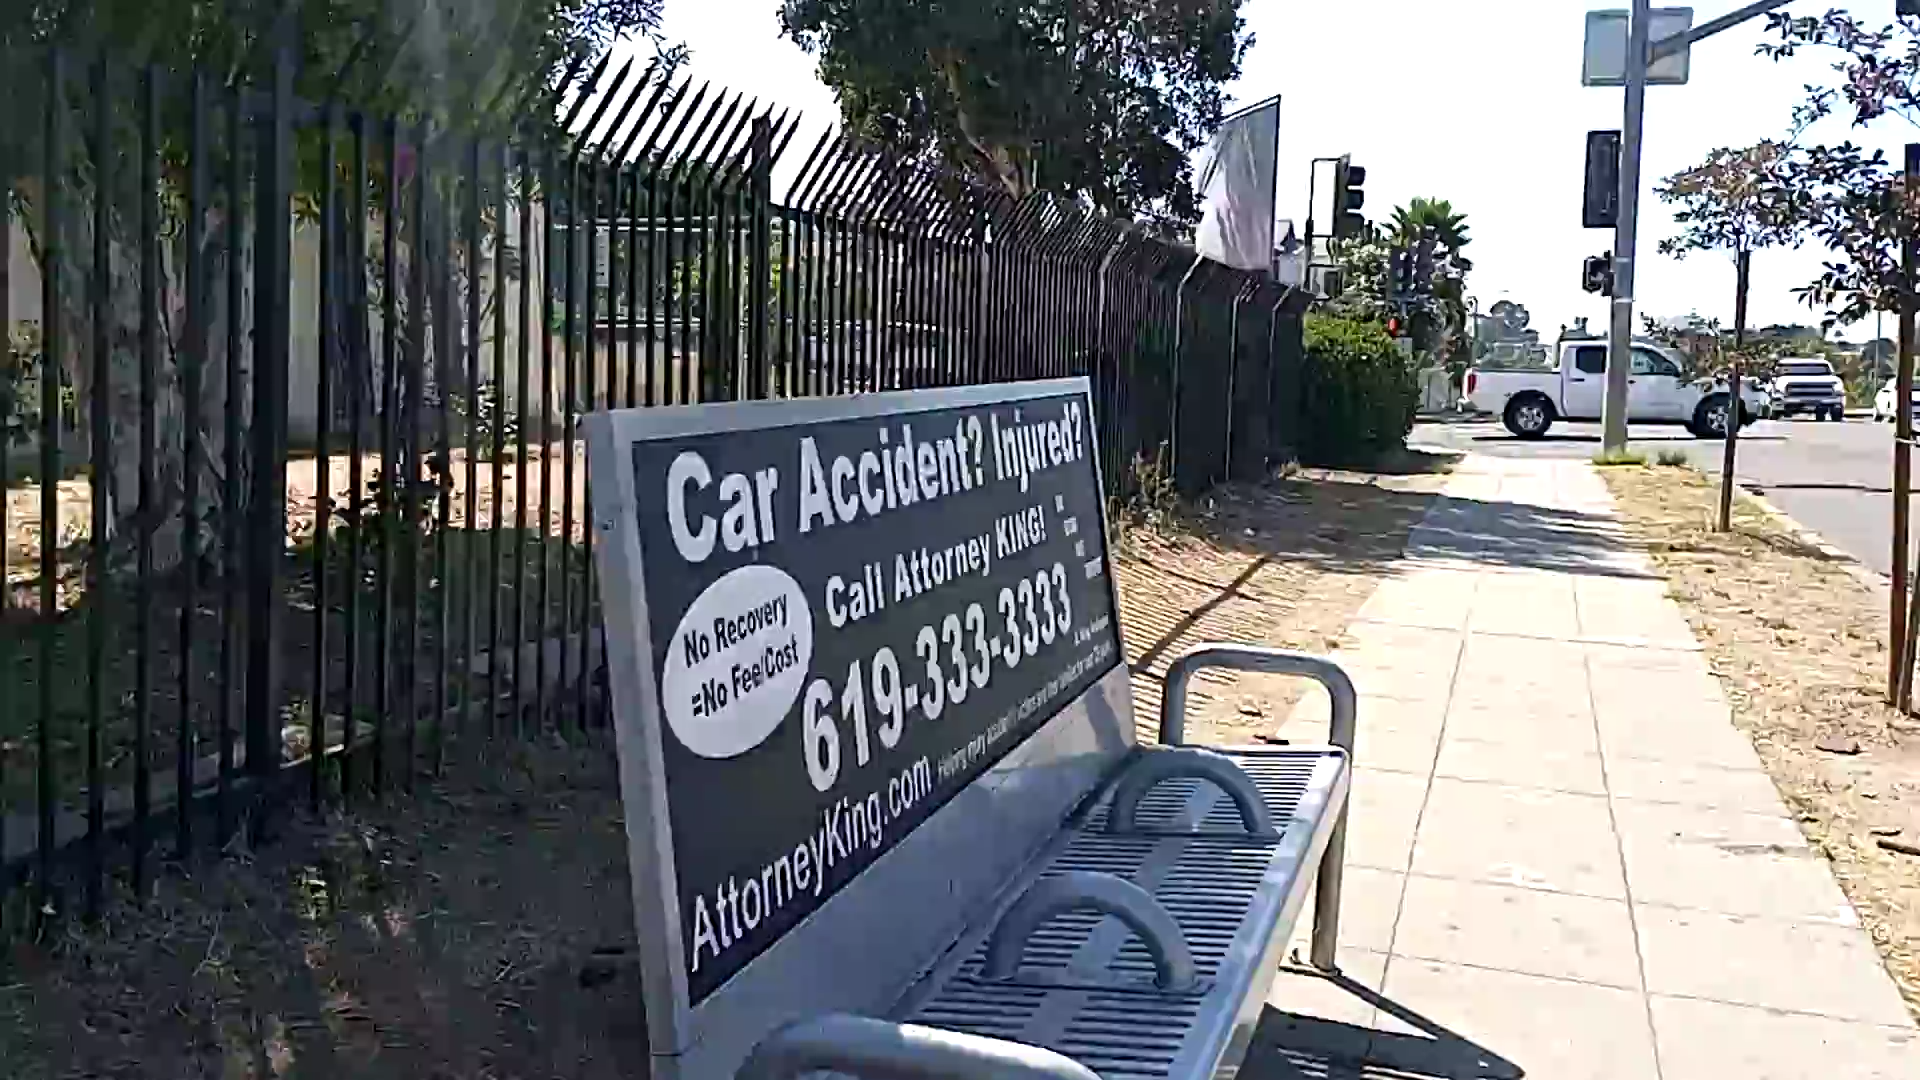 Car Accident? Injured?
Call Attorney KING!
No Recovery
=No Fee/Cost
619-333-3333
AttorneyKing.com